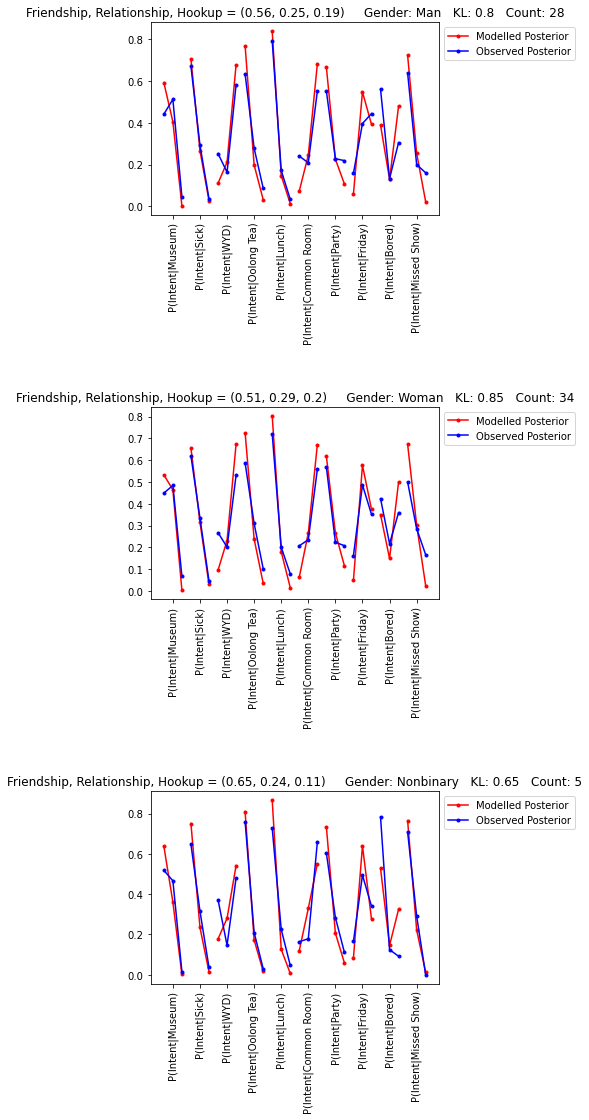 Friendship, Relationship, Hookup = (0.56, 0.25, 0.19) Gender: Man KL: 0.8 Count: 28
Modelled Posterior
Observed Posterior
0.8
0.6
0.4
0.2
0.0
P(Intent|Museum)
P(Intent|Sick)
P(Intent|WYD)
P(Intent|Oolong Tea)
P(Intent|Lunch)
P(Intent|Common Room)
P(Intent|Party)
P(Intent|Friday)
P(Intent|Bored)
P(Intent|Missed Show)
Friendship, Relationship, Hookup = (0.51, 0.29, 0.2) Gender: Woman KL: 0.85 Count: 34
Modelled Posterior
Observed Posterior
0.8
0.7
0.6
0.5
0.4
0.3
0.2
0.1
0.0
P(Intent|Museum)
P(Intent|Sick)
P(Intent|WYD)
P(Intent|Oolong Tea)
P(Intent|Lunch)
P(Intent|Common Room)
P(Intent|Party)
P(Intent|Friday)
P(Intent|Bored)
P(Intent|Missed Show)
Friendship, Relationship, Hookup = (0.65, 0.24, 0.11) Gender: Nonbinary KL: 0.65 Count: 5
Modelled Posterior
Observed Posterior
0.8
0.6
0.4
0.2
0.0
P(Intent|Museum)
P(Intent|Sick)
P(Intent|WYD)
P(Intent|Oolong Tea)
P(Intent|Lunch)
P(Intent|Common Room)
P(Intent|Party)
P(Intent|Friday)
P(Intent|Bored)
P(Intent|Missed Show)